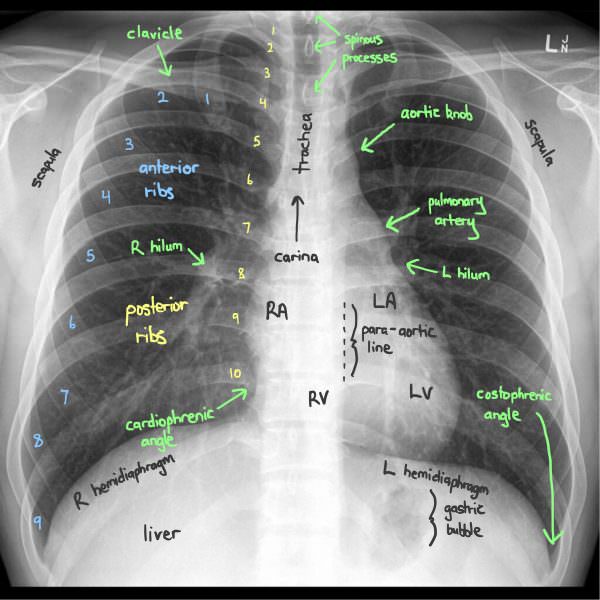 clavicle
1
2
3
4
5
6
7
8
9
10
spinous
processes
L
JN
2
1
3
4
5
6
7
8
9
anterior
ribs
aortic knob
trachea
scapula
scapula
pulmonary
artery
R hilum
carina
L hilum
posterior
ribs
RA
LA
para-aortic
line
RV
LV
costophrenic
angle
cardiophrenic
angle
R hemidiaphragm
L hemidiaphragm
gastric
bubble
liver